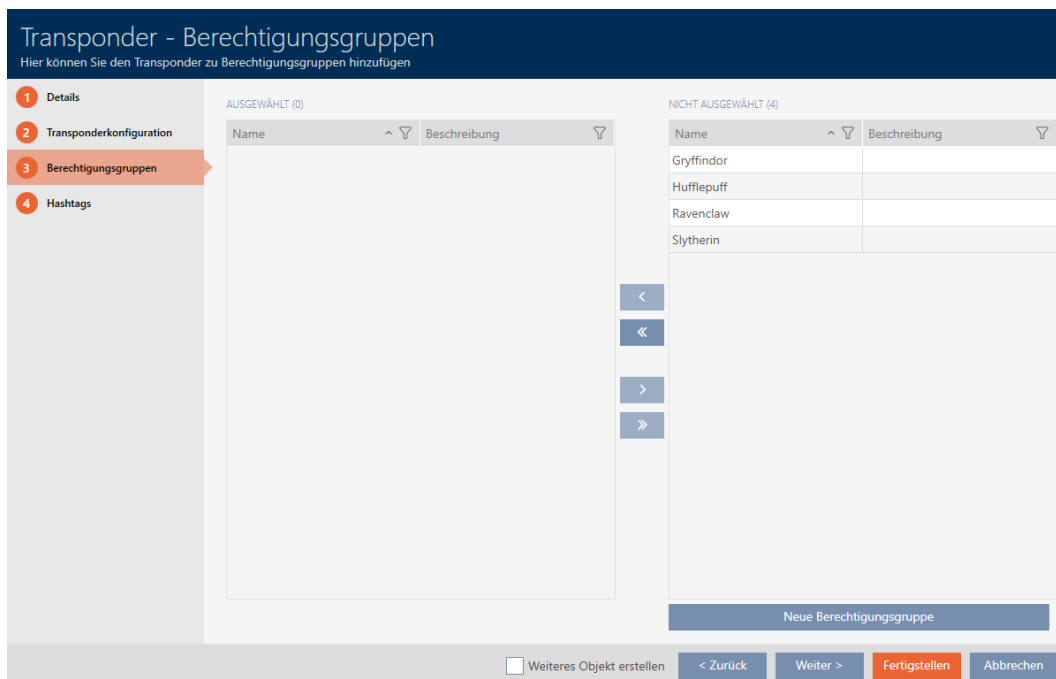 Transponder - Berechtigungsgruppen
Hier können Sie den Transponder zu Berechtigungsgruppen hinzufügen
1 Details
2 Transponderkonfiguration
3 Berechtigungsgruppen
4 Hashtags
AUSGEWÄHLT (0)
Name Beschreibung
NICHT AUSGEWÄHLT (4)
Name Beschreibung
Gryffindor
Hufflepuff
Ravenclaw
Slytherin
Neue Berechtigungsgruppe
Weiteres Objekt erstellen < Zurück Weiter > Fertigstellen Abbrechen